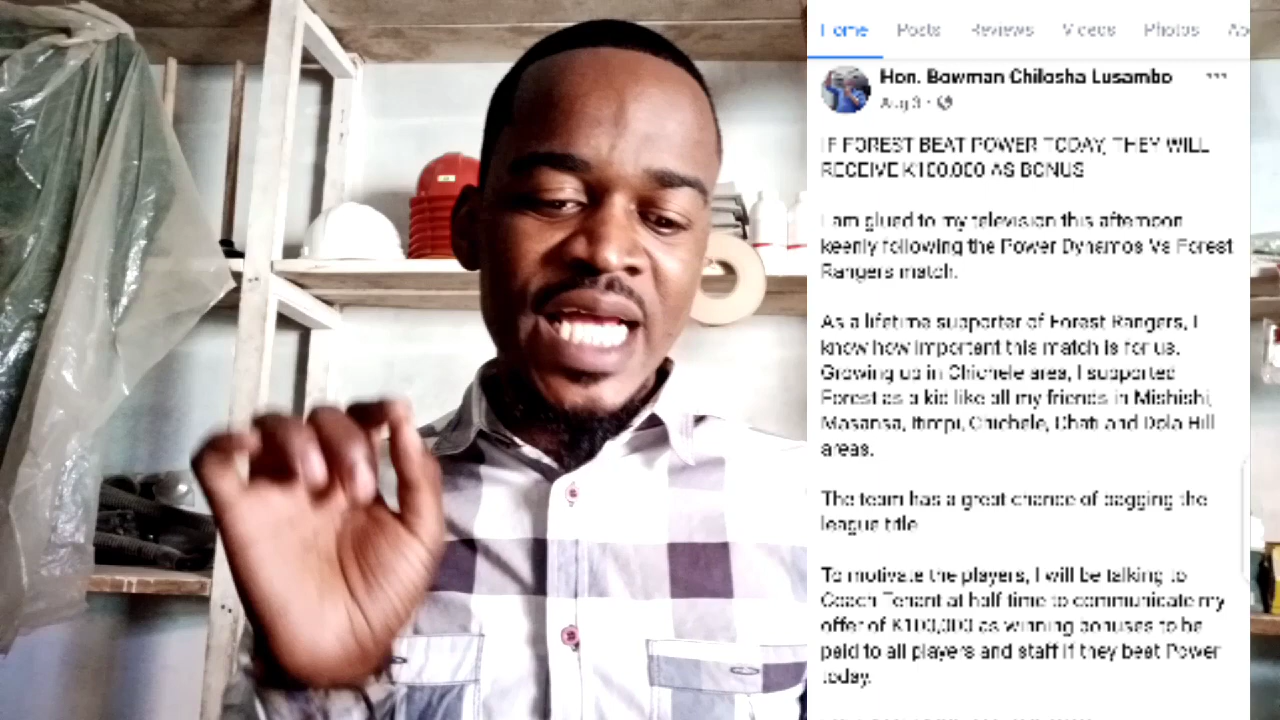 Home Posts Reviews Videos Photos Ab
Hon. Bowman Chilosha Lusambo
Aug 3 ·
IF FOREST BEAT POWER TODAY, THEY WILL
RECEIVE K100,000 AS BONUS
I am glued to my television this afternoon
keenly following the Power Dynamos Vs Forest
Rangers match.
As a lifetime supporter of Forest Rangers, I
know how important this match is for us.
Growing up in Chichele area, I supported
Forest as a kid like all my friends in Mishishi,
Masansa, Itimpi, Chichele, Chati and Dola Hill
areas.
The team has a great chance of bagging the
league title
To motivate the players, I will be talking to
Coach Tenant at half time to communicate my
offer of K100,000 as winning bonuses to be
paid to all players and staff if they beat Power
today.